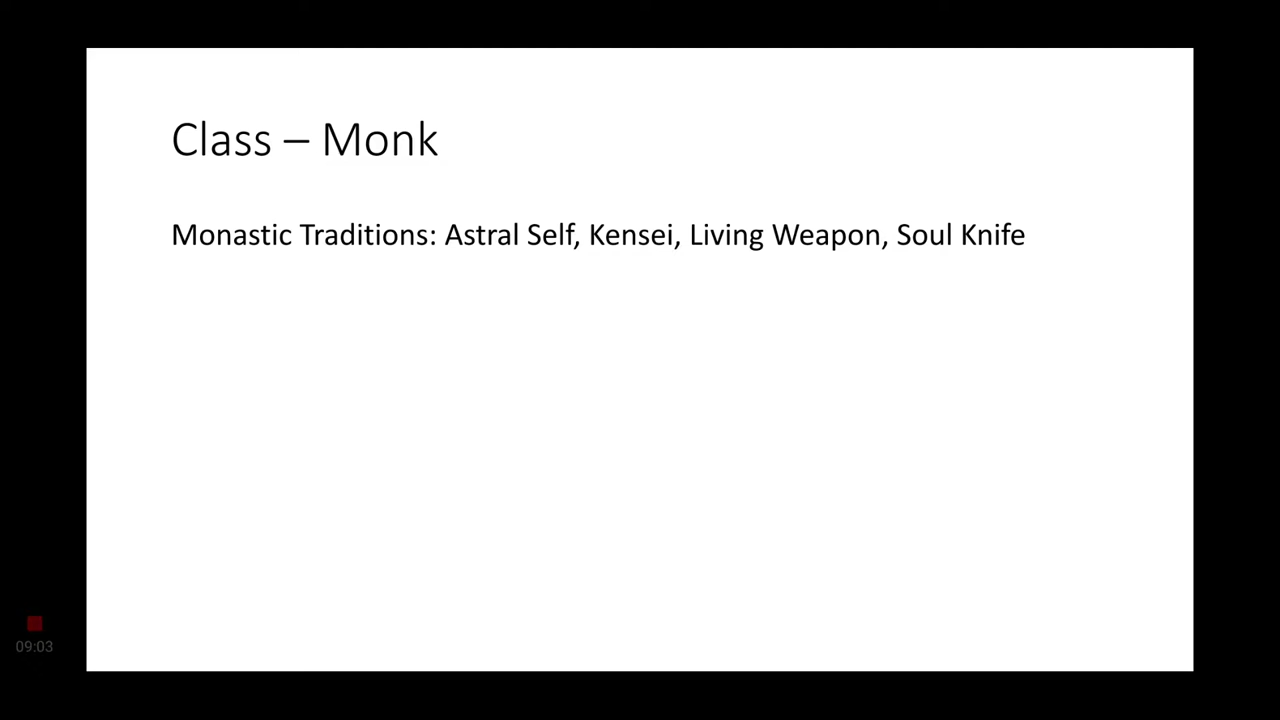 Class – Monk
Monastic Traditions: Astral Self, Kensei, Living Weapon, Soul Knife
09:03